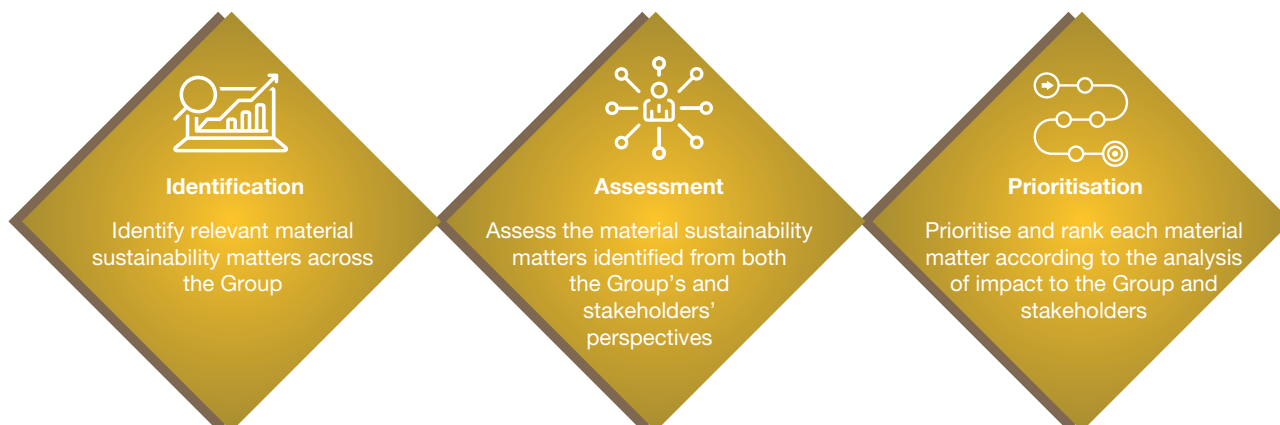 Identification
Identify relevant material
sustainability matters across
the Group
Assessment
Assess the material sustainability
matters identified from both
the Group’s and
stakeholders’
perspectives
Prioritisation
Prioritise and rank each material
matter according to the analysis
of impact to the Group and
stakeholders